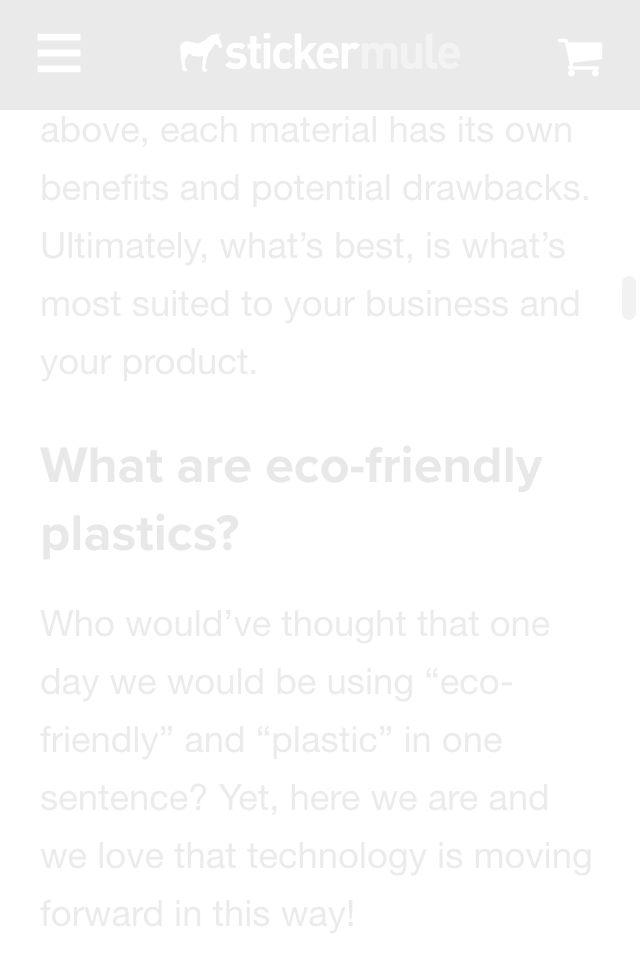 stickermule
above, each material has its own
benefits and potential drawbacks.
Ultimately, what’s best, is what’s
most suited to your business and
your product.
What are eco-friendly
plastics?
Who would’ve thought that one
day we would be using “eco-
friendly” and “plastic” in one
sentence? Yet, here we are and
we love that technology is moving
forward in this way!